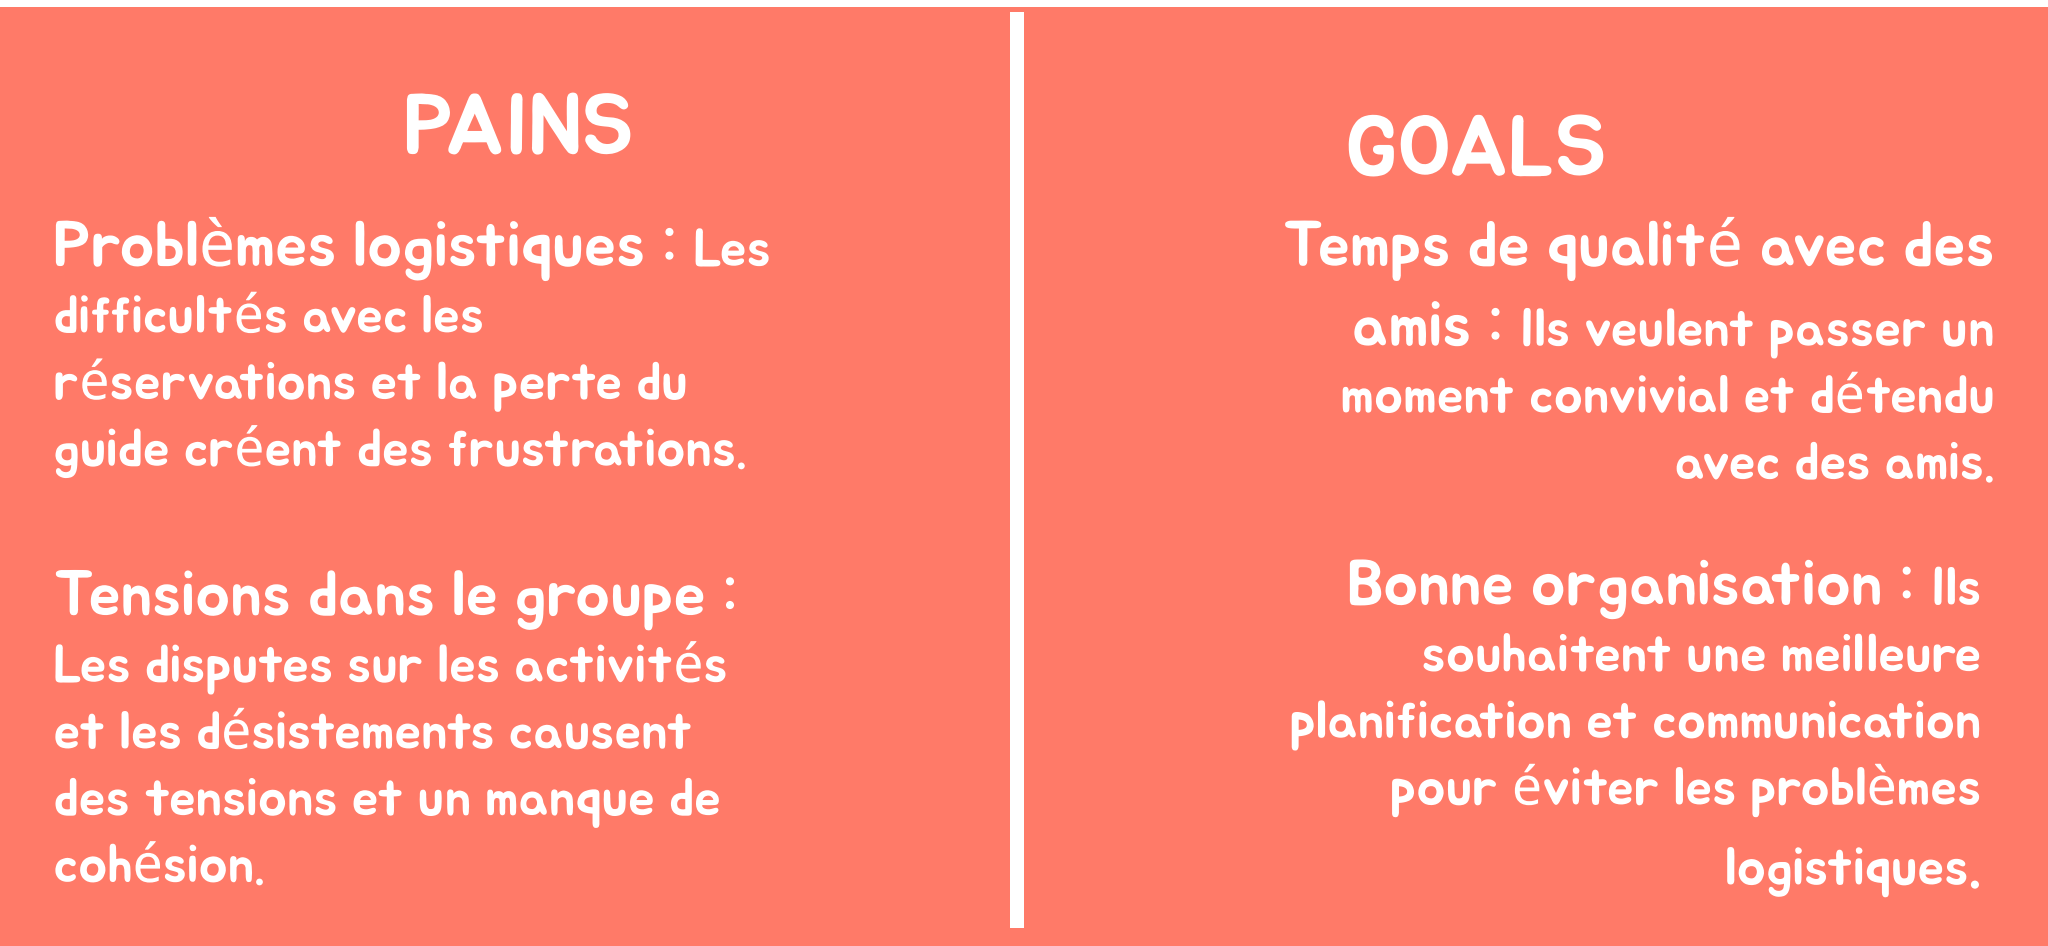 PAINS
Problèmes logistiques : Les
difficultés avec les
réservations et la perte du
guide créent des frustrations.
Tensions dans le groupe :
Les disputes sur les activités
et les désistements causent
des tensions et un manque de
cohésion.
GOALS
Temps de qualité avec des
amis : Ils veulent passer un
moment convivial et détendu
avec des amis.
Bonne organisation : Ils
souhaitent une meilleure
planification et communication
pour éviter les problèmes
logistiques.